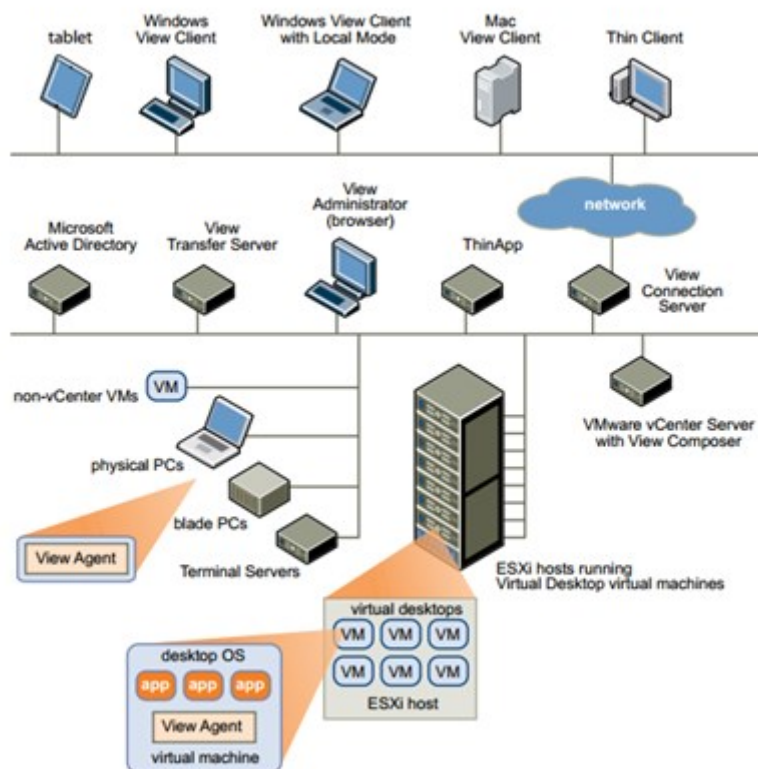 tablet
Windows
View Client
Windows View Client
with Local Mode
Mac
View Client
Thin Client
network
Microsoft
Active Directory
View
Transfer Server
View
Administrator
(browser)
ThinApp
View
Connection
Server
non-vCenter VMs
VM
physical PCs
blade PCs
Terminal Servers
View Agent
VMware vCenter Server
with View Composer
ESXi hosts running
Virtual Desktop virtual machines
virtual desktops
VM VM VM
VM VM VM
ESXi host
desktop OS
app app app
View Agent
virtual machine